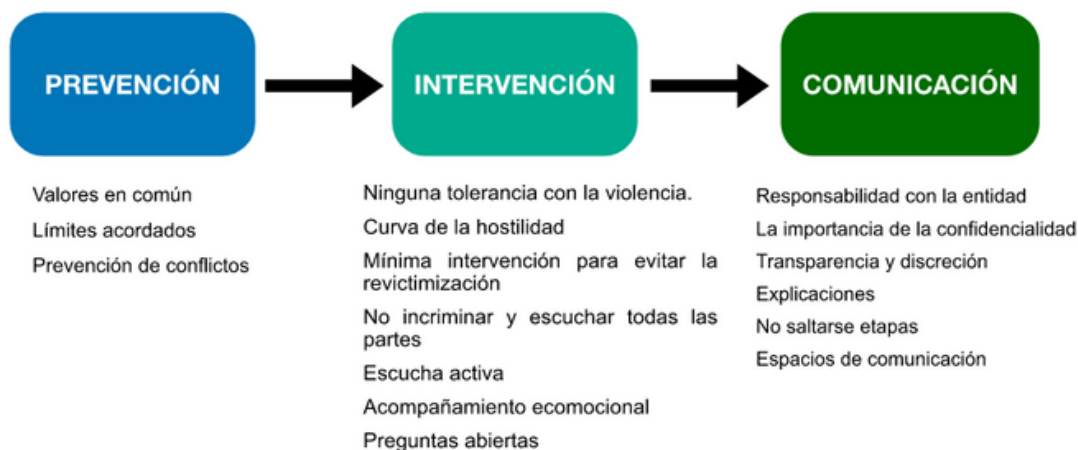 PREVENCIÓN
Valores en común
Límites acordados
Prevención de conflictos
INTERVENCIÓN
Ninguna tolerancia con la violencia.
Curva de la hostilidad
Mínima intervención para evitar la
revictimización
No incriminar y escuchar todas las
partes
Escucha activa
Acompañamiento ecomocional
Preguntas abiertas
COMUNICACIÓN
Responsabilidad con la entidad
La importancia de la confidencialidad
Transparencia y discreción
Explicaciones
No saltarse etapas
Espacios de comunicación